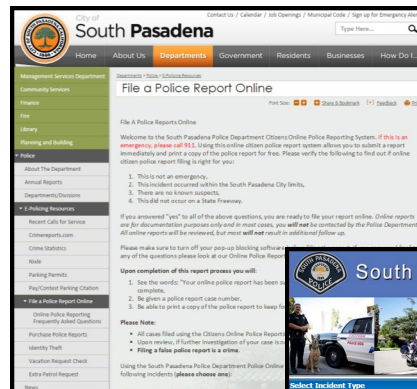 Contact Us / Calendar / Job Openings / Municipal Code / Sign up for Emergency Aler
City of
South Pasadena
Type Here...
Home
About Us
Departments
Government
Residents
Businesses
How Do I...
Management Services Department
Community Services
Finance
Fire
Library
Planning and Building
Police
About The Department
Annual Reports
Departments/Divisions
E-Policing Resources
Recent Calls for Service
Crimereports.com
Crime Statistics
Nixle
Parking Permits
Pay/Contest Parking Citation
File a Police Report Online
Online Police Reporting
Frequently Asked Questions
Purchase Police Reports
Identity Theft
Vacation Request Check
Extra Patrol Request
News
Departments > Police > E-Policing Resources
File a Police Report Online
Font Size: Share & Bookmark Feedback
File A Police Reports Online
Welcome to the South Pasadena Police Department Citizens Online Police Reporting System. If this is an
emergency, please call 911. Using this online citizen police report system allows you to submit a report
immediately and print a copy of the police report for free. Please verify the following to find out if online
citizen police report filing is right for you:
1. This is not an emergency,
2. This incident occurred within the South Pasadena City limits,
3. There are no known suspects,
4. This did not occur on a State Freeway.
If you answered "yes" to all of the above questions, you are ready to file your report online. Online reports
are for documentation purposes only and in most cases, you will not be contacted by the Police Department
All online reports will be reviewed, but most will not result in additional follow up.
Please make sure to turn off your pop-up blocking software
any of the questions please look at our Online Police Report
Upon completion of this report process you will:
1. See the words: "Your online police report has been su
complete,
2. Be given a police report case number,
3. Be able to print a copy of the police report to keep fo
Please Note:
All cases filed using the Citizens Online Police Report
Upon review, if further investigation of your case is n
Filing a false police report is a crime.
Using the South Pasadena Police Department Police Online
following incidents (please choose one):
SOUTH PASADENA
POLICE
South
Select Incident Type